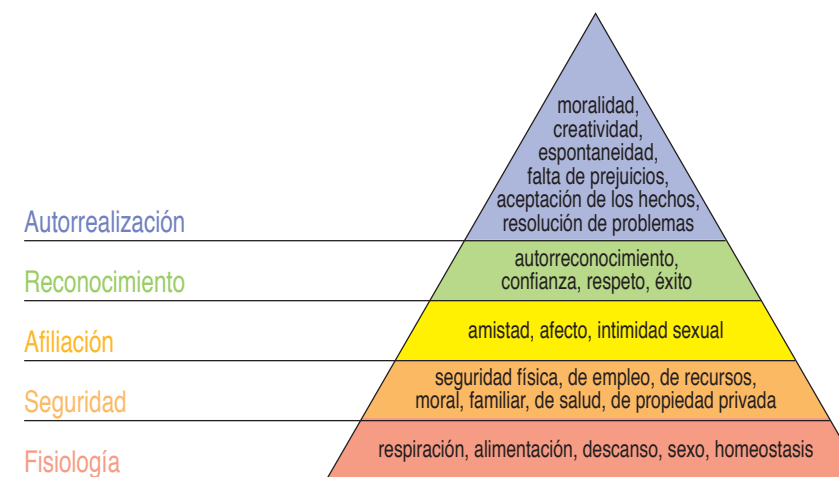 moralidad,
creatividad,
espontaneidad,
falta de prejuicios,
aceptación de los hechos,
resolución de problemas
Autorrealización
autorreconocimiento,
confianza, respeto, éxito
Reconocimiento
amistad, afecto, intimidad sexual
Afiliación
seguridad física, de empleo, de recursos,
moral, familiar, de salud, de propiedad privada
Seguridad
respiración, alimentación, descanso, sexo, homeostasis
Fisiología